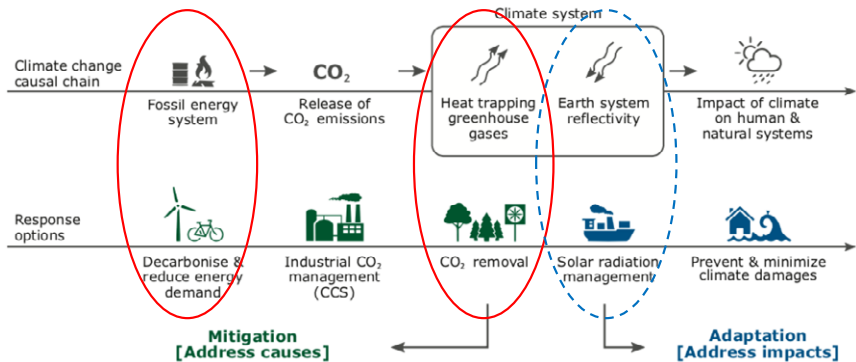 Climate system
Climate change
causal chain
CO₂
Fossil energy
system
Release of
CO₂ emissions
Heat trapping
greenhouse
gases
Earth system
reflectivity
Impact of climate
on human &
natural systems
Response
options
Decarbonise &
reduce energy
demand
Industrial CO₂
management
(CCS)
CO₂ removal
Solar radiation
management
Prevent & minimize
climate damages
Mitigation
[Address causes]
Adaptation
[Address impacts]